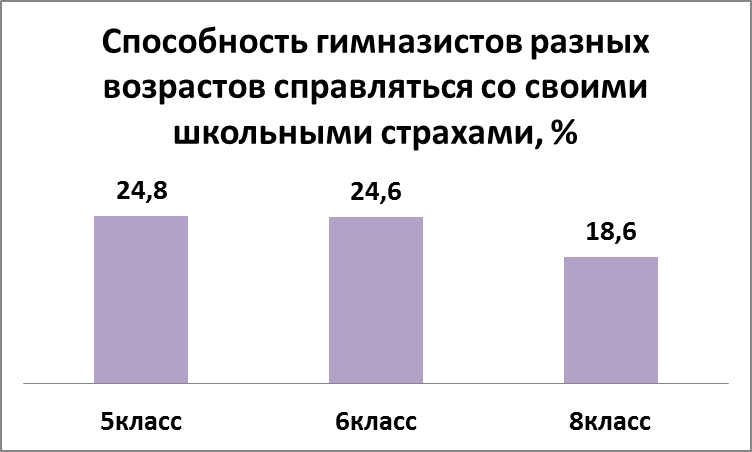 Способность гимназистов разных
возрастов справляться со своими
школьными страхами, %
24,8
24,6
18,6
5класс
6класс
8класс